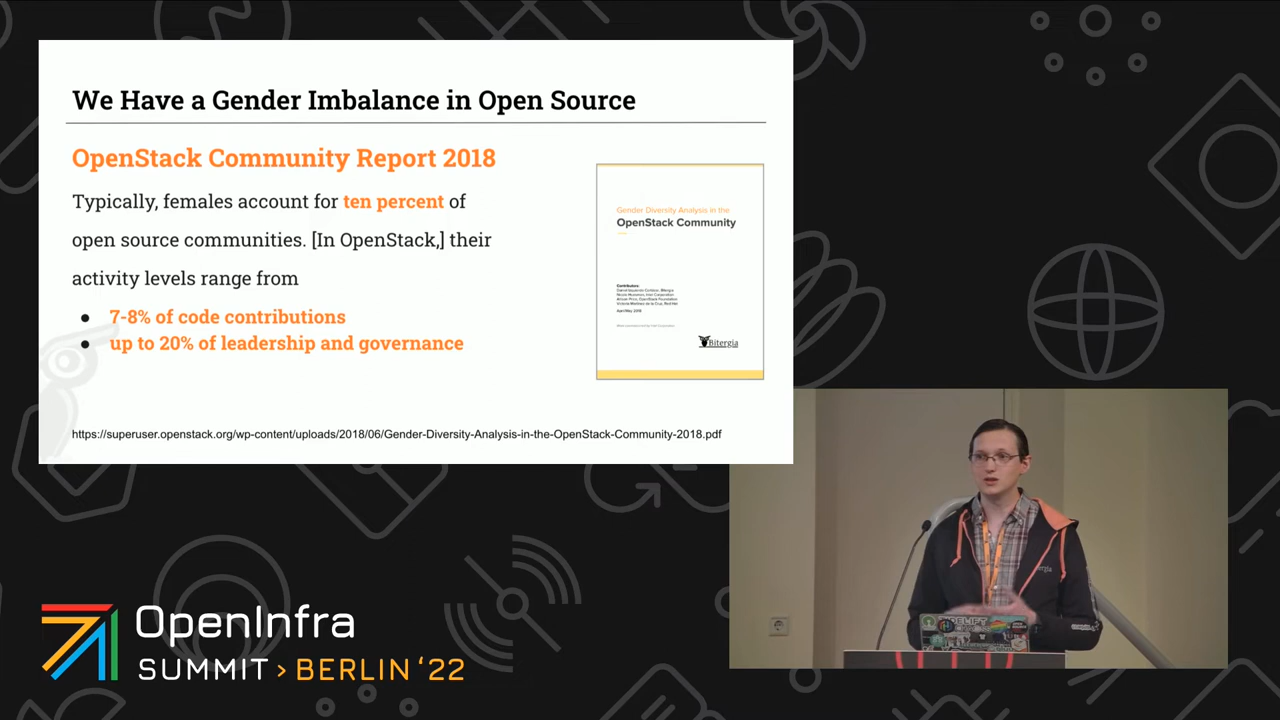 We Have a Gender Imbalance in Open Source
OpenStack Community Report 2018
Typically, females account for ten percent of
open source communities. [In OpenStack,] their
activity levels range from
● 7-8% of code contributions
● up to 20% of leadership and governance
Gender Diversity Analysis in the
OpenStack Community
Contributors:
Bitergia
https://superuser.openstack.org/wp-content/uploads/2018/06/Gender-Diversity-Analysis-in-the-OpenStack-Community-2018.pdf
OpenInfra
SUMMIT > BERLIN ‘22